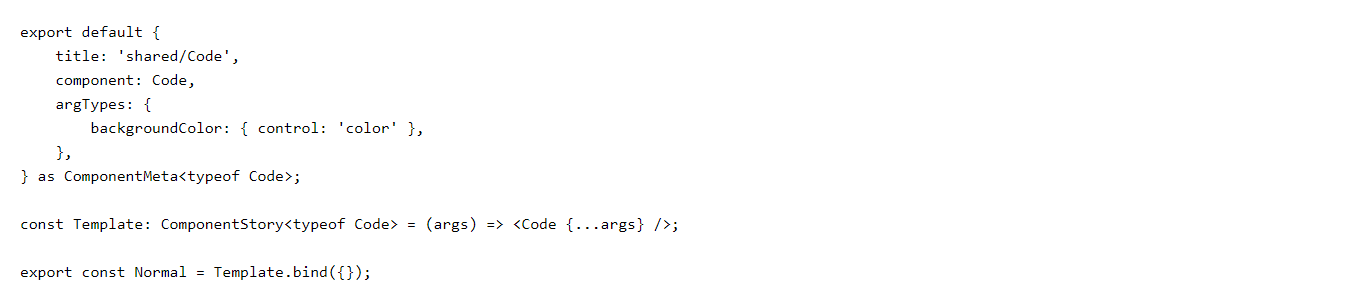 export default {
    title: 'shared/Code',
    component: Code,
    argTypes: {
        backgroundColor: { control: 'color' },
    },
} as ComponentMeta<typeof Code>;

const Template: ComponentStory<typeof Code> = (args) => <Code {...args} />;

export const Normal = Template.bind({});